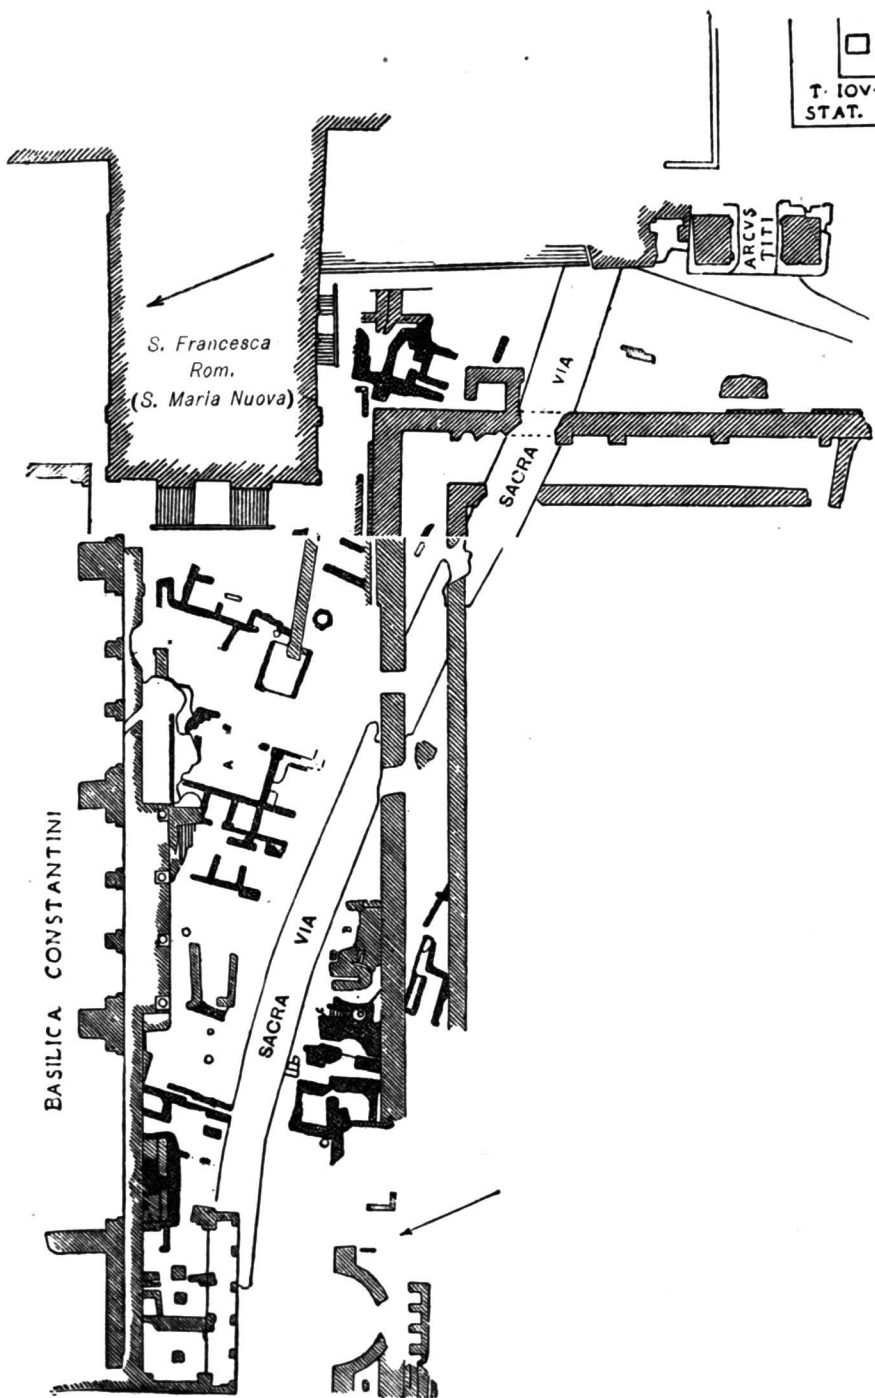 T. IOV.
STAT.
ARCVS
TITI
S. Francesca
Rom.
(S. Maria Nuova)
SACRA VIA
SACRA VIA
A
BASILICA CONSTANTINI